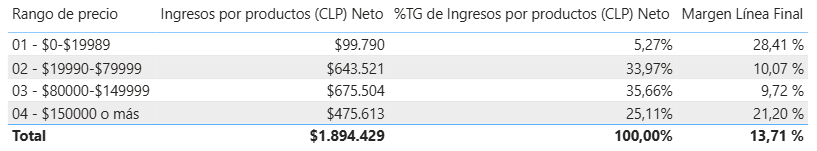 Rango de precio Ingresos por productos (CLP) Neto %TG de Ingresos por productos (CLP) Neto Margen Línea Final
01 - $0-$19989 $99.790 5,27% 28,41 %
02 - $19990-$79999 $643.521 33,97% 10,07 %
03 - $80000-$149999 $675.504 35,66% 9,72 %
04 - $150000 o más $475.613 25,11% 21,20 %
Total $1.894.429 100,00% 13,71 %